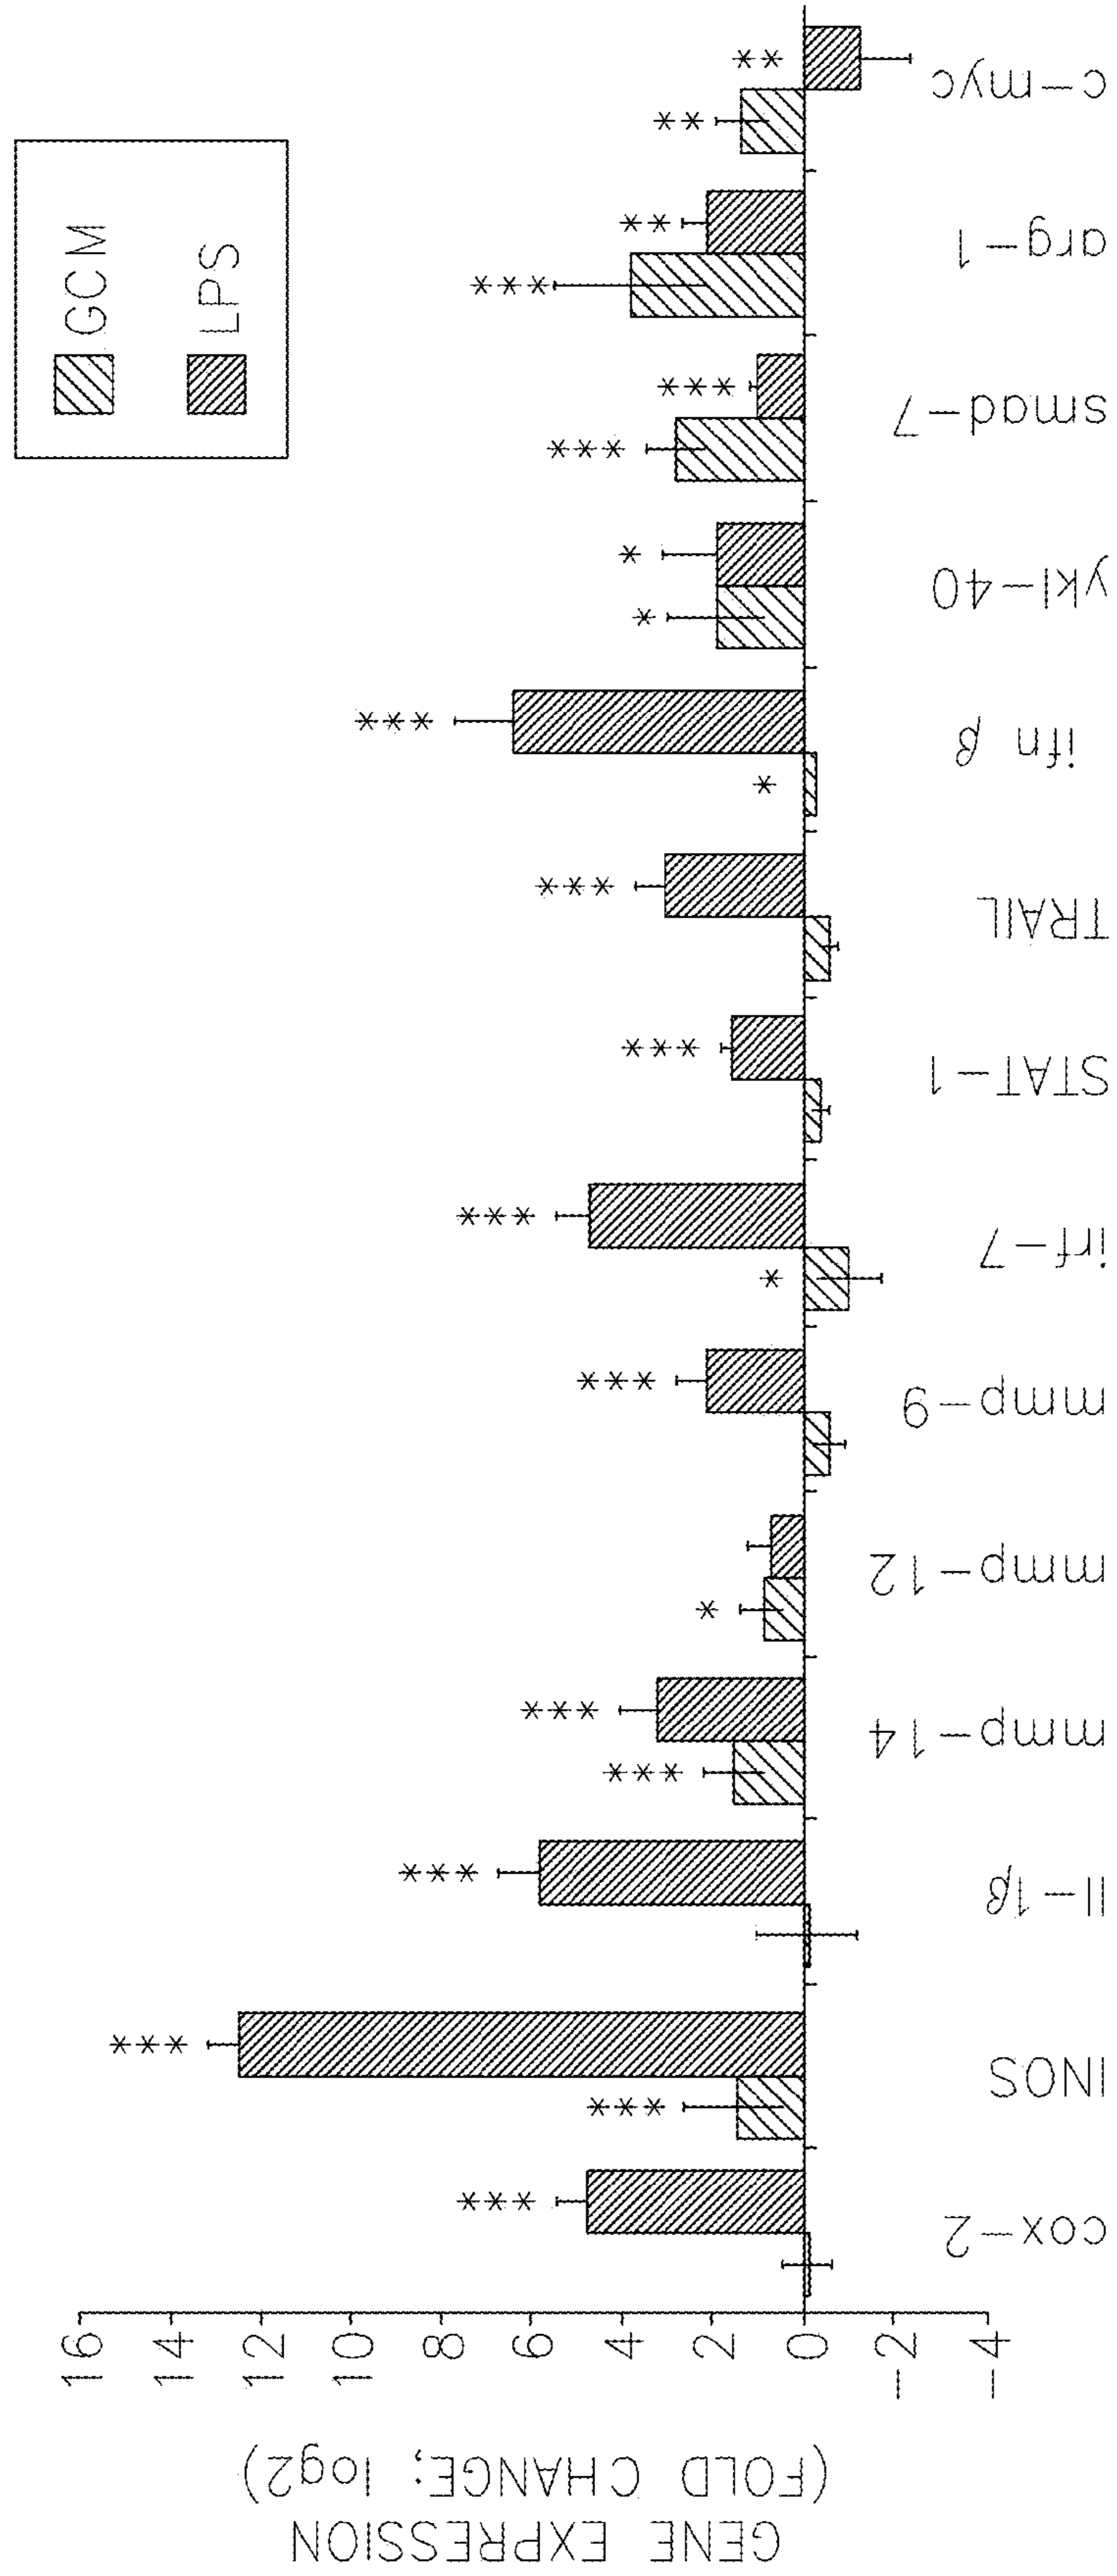 GENE EXPRESSION
(FOLD CHANGE; log2)
16
14
12
10
8
6
4
2
0
-2
-4
GCM
LPS
***
*** ***
***
*** ***
*
***
* ***
***
***
* ***
* *
*** ***
*** **
** **
cox-2
INOS
Il-1β
mmp-14
mmp-12
mmp-9
irf-7
STAT-1
TRAIL
ifn β
ykl-40
smad-7
arg-1
c-myc